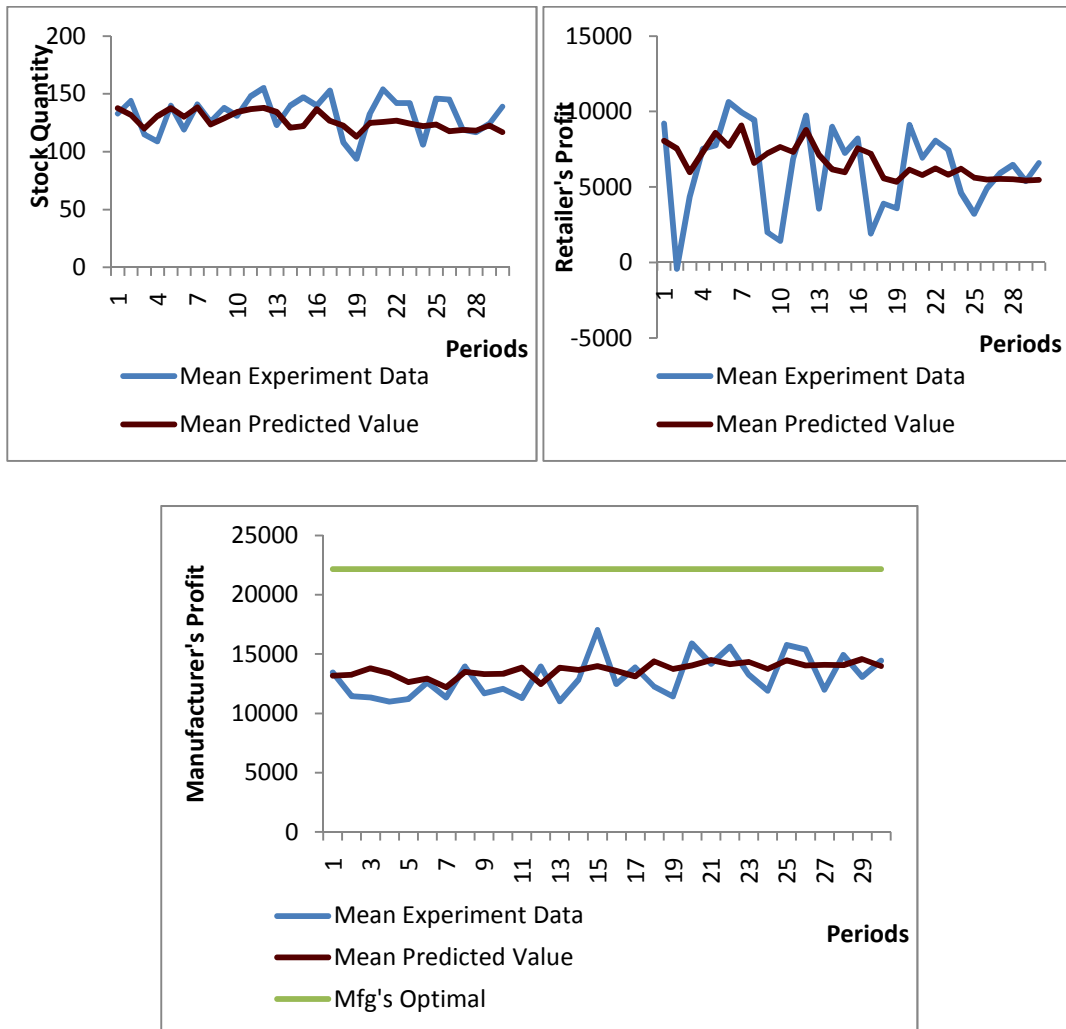 Stock Quantity
200
150
100
50
0
1 4 7 10 13 16 19 22 25 28
Periods
Mean Experiment Data
Mean Predicted Value
Retailer's Profit
15000
10000
5000
0
-5000
1 4 7 10 13 16 19 22 25 28
Periods
Mean Experiment Data
Mean Predicted Value
Manufacturer's Profit
25000
20000
15000
10000
5000
0
1 3 5 7 9 11 13 15 17 19 21 23 25 27 29
Periods
Mean Experiment Data
Mean Predicted Value
Mfg's Optimal